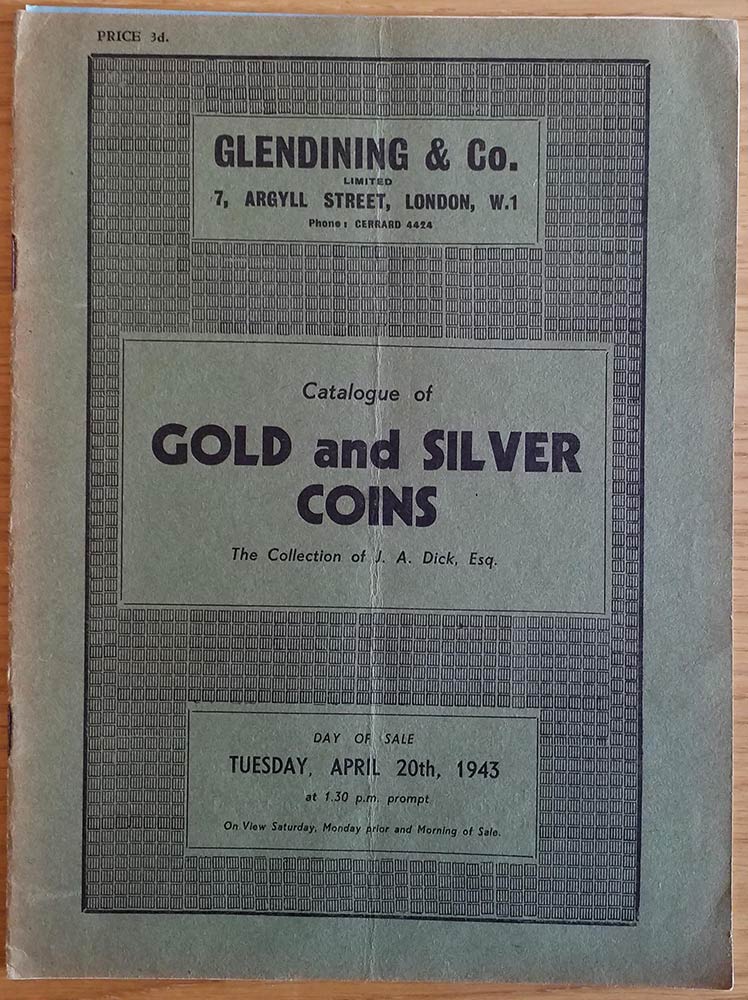 PRICE 3d.
GLENDINING & Co.
LIMITED
7, ARGYLL STREET, LONDON, W.1
Phone: CERRARD 4424
Catalogue of
GOLD and SILVER
COINS
The Collection of J. A. Dick, Esq.
DAY OF SALE
TUESDAY, APRIL 20th, 1943
at 1.30 p.m. prompt
On View Saturday, Monday prior and Morning of Sale.